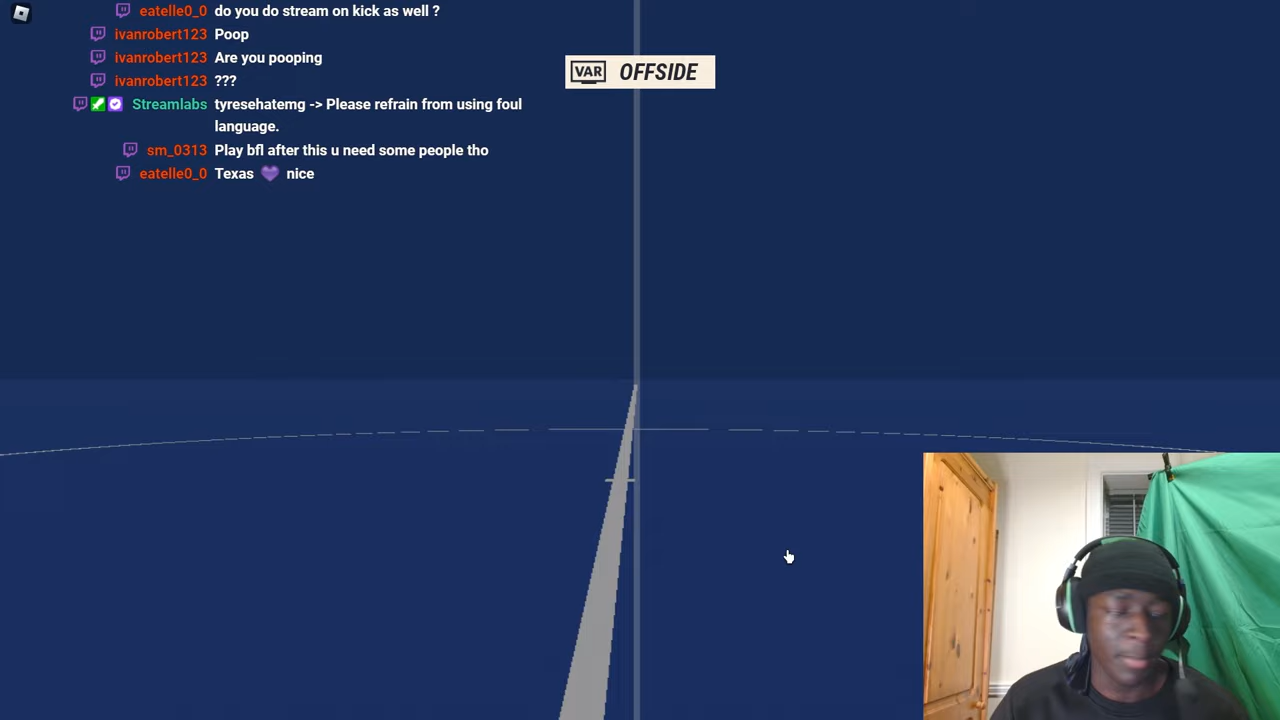 eatelle0_0 do you do stream on kick as well ?
ivanrobert123 Poop
ivanrobert123 Are you pooping
ivanrobert123 ???
Streamlabs tyresehatemg -> Please refrain from using foul
language.
sm_0313 Play bfl after this u need some people tho
eatelle0_0 Texas 💜 nice
VAR OFFSIDE